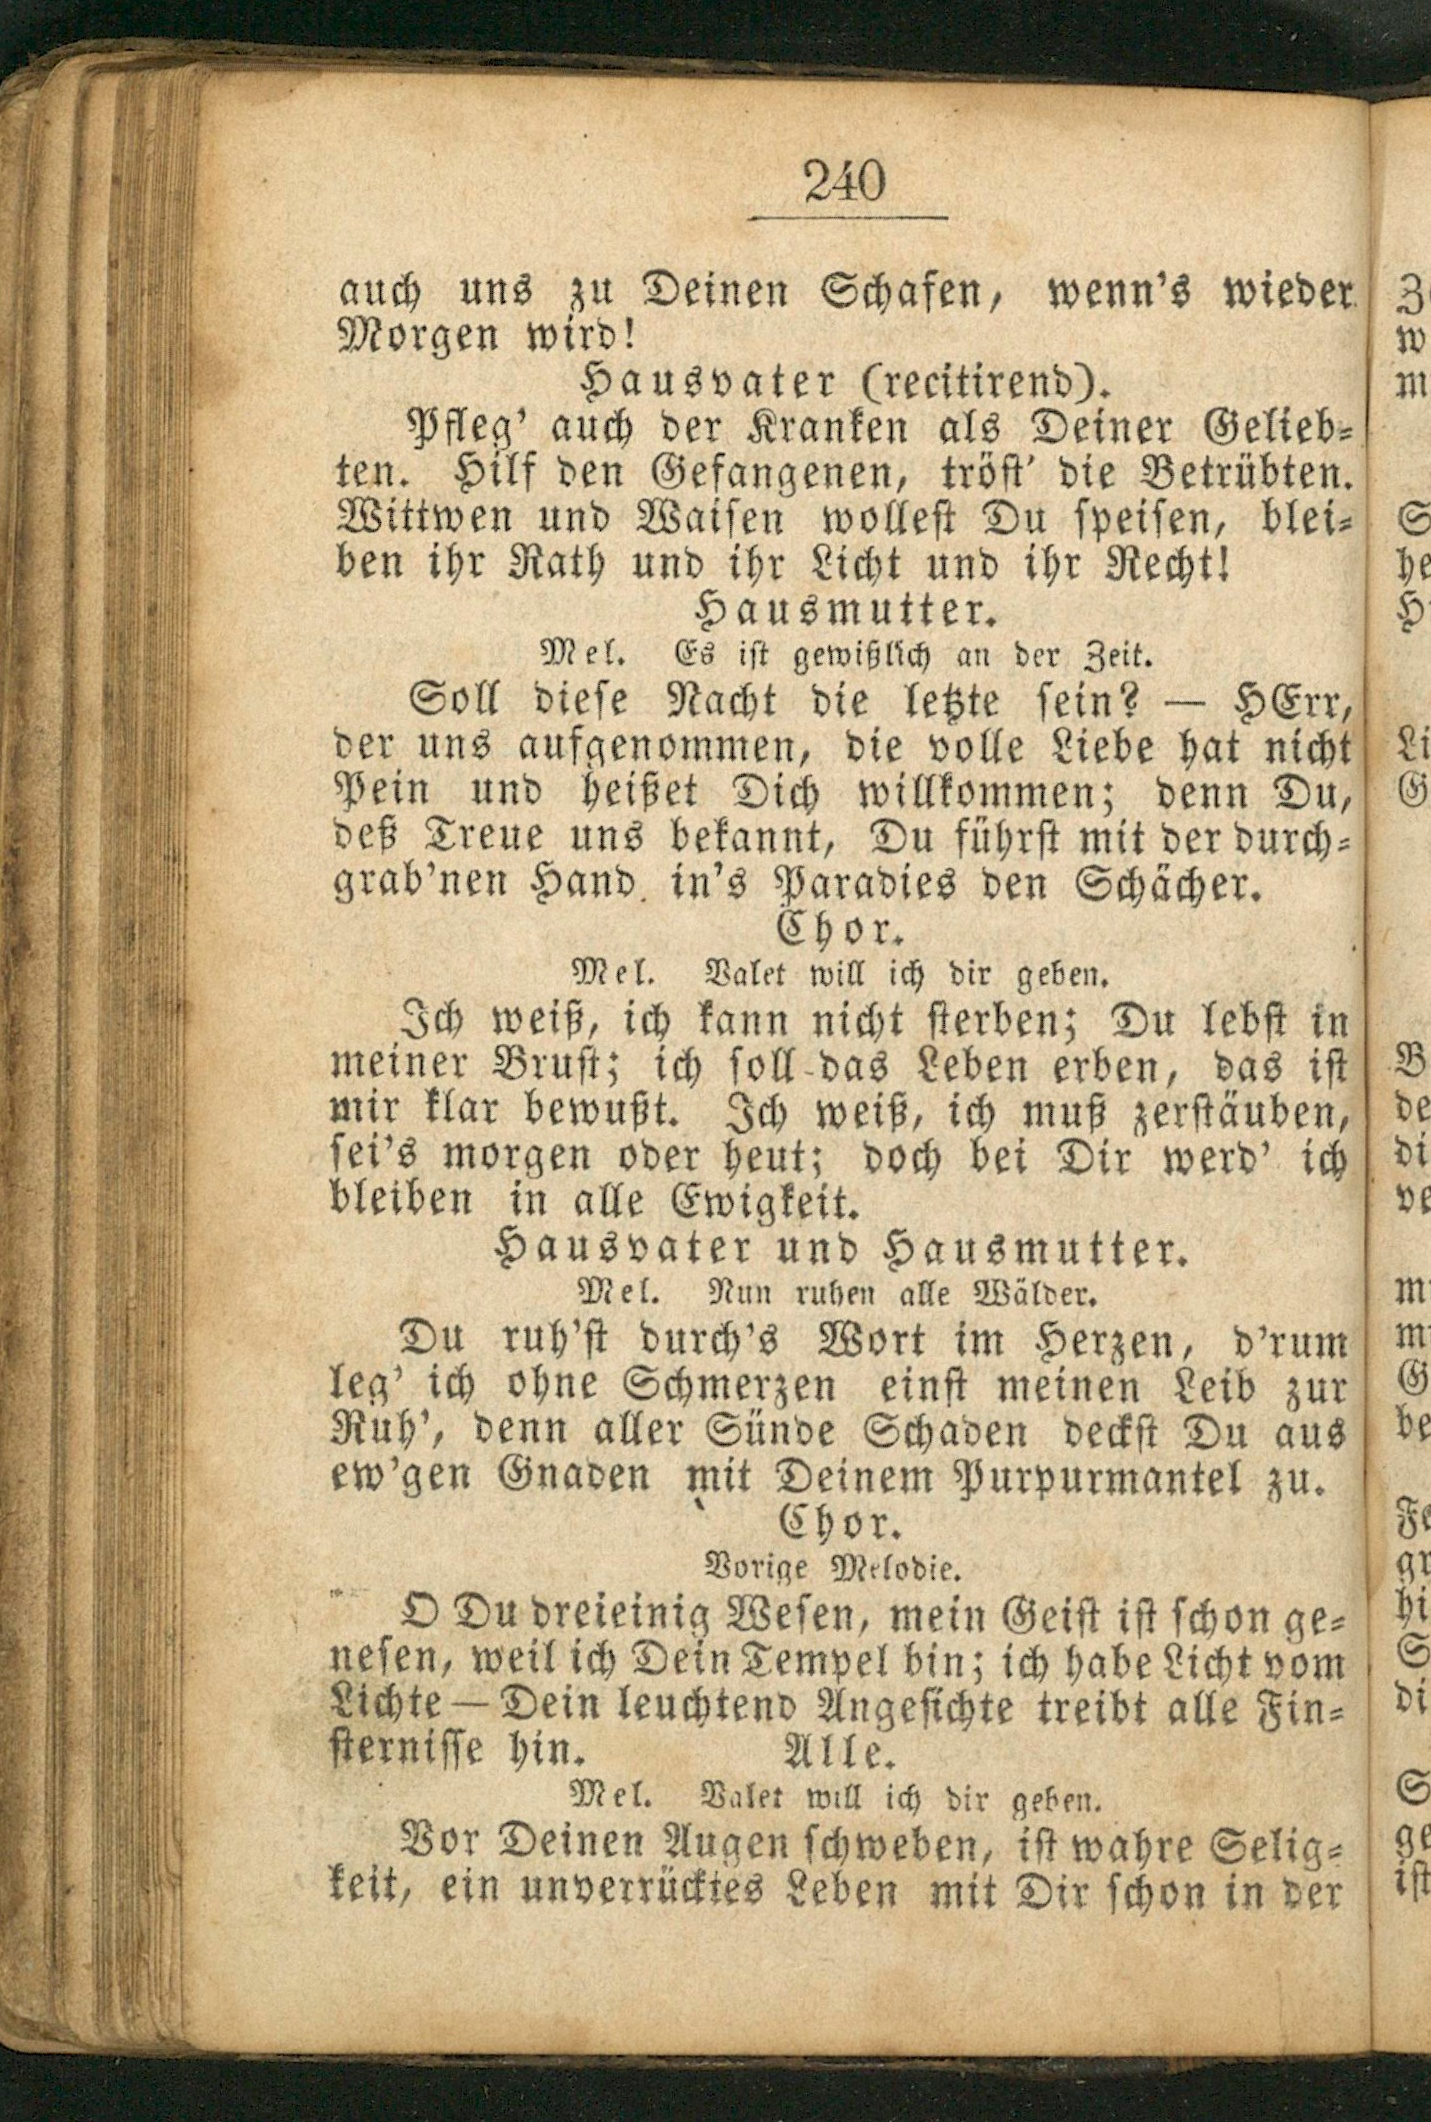 240
auch uns zu Deinen Schafen, wenn's wieder
Morgen wird!
Hausvater (recitirend).
Pfleg' auch der Kranken als Deiner Gelieb-
ten. Hilf den Gefangenen, tröst' die Betrübten.
Wittwen und Waisen wollest Du speisen, blei-
ben ihr Rath und ihr Licht und ihr Recht!
Hausmutter.
Mel. Es ist gewißlich an der Zeit.
Soll diese Nacht die letzte sein? — HErr,
der uns aufgenommen, die volle Liebe hat nicht
Pein und heißet Dich willkommen; denn Du,
deß Treue uns bekannt, Du führst mit der durch-
grab'nen Hand in's Paradies den Schächer.
Chor.
Mel. Valet will ich dir geben.
Ich weiß, ich kann nicht sterben; Du lebst in
meiner Brust; ich soll das Leben erben, das ist
mir klar bewußt. Ich weiß, ich muß zerstäuben,
sei's morgen oder heut; doch bei Dir werd' ich
bleiben in alle Ewigkeit.
Hausvater und Hausmutter.
Mel. Nun ruhen alle Wälder.
Du ruh'st durch's Wort im Herzen, d'rum
leg' ich ohne Schmerzen einst meinen Leib zur
Ruh', denn aller Sünde Schaden deckst Du aus
ew'gen Gnaden mit Deinem Purpurmantel zu.
Chor.
Vorige Melodie.
O Du dreieinig Wesen, mein Geist ist schon ge-
nesen, weil ich Dein Tempel bin; ich habe Licht vom
Lichte — Dein leuchtend Angesichte treibt alle Fin-
sternisse hin. Alle.
Mel. Valet will ich dir geben.
Vor Deinen Augen schweben, ist wahre Selig-
keit, ein unverrücktes Leben mit Dir schon in der